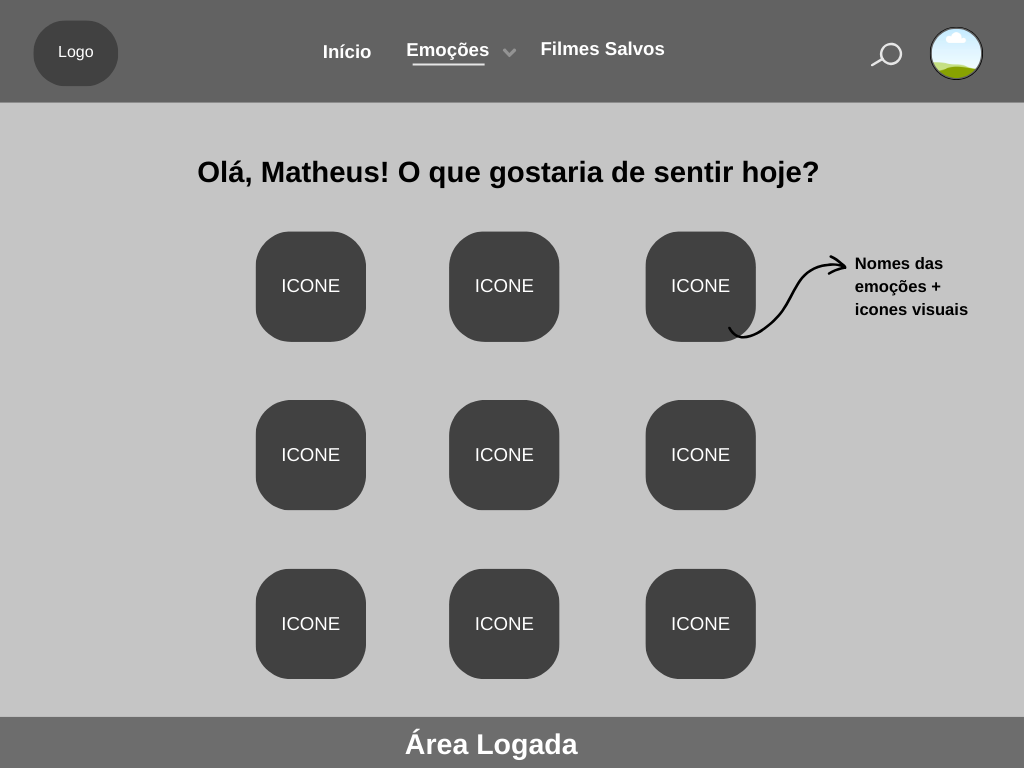 Logo
Início
Emoções
Filmes Salvos
Olá, Matheus! O que gostaria de sentir hoje?
ICONE
ICONE
ICONE
Nomes das
emoções +
icones visuais
ICONE
ICONE
ICONE
ICONE
ICONE
ICONE
Área Logada